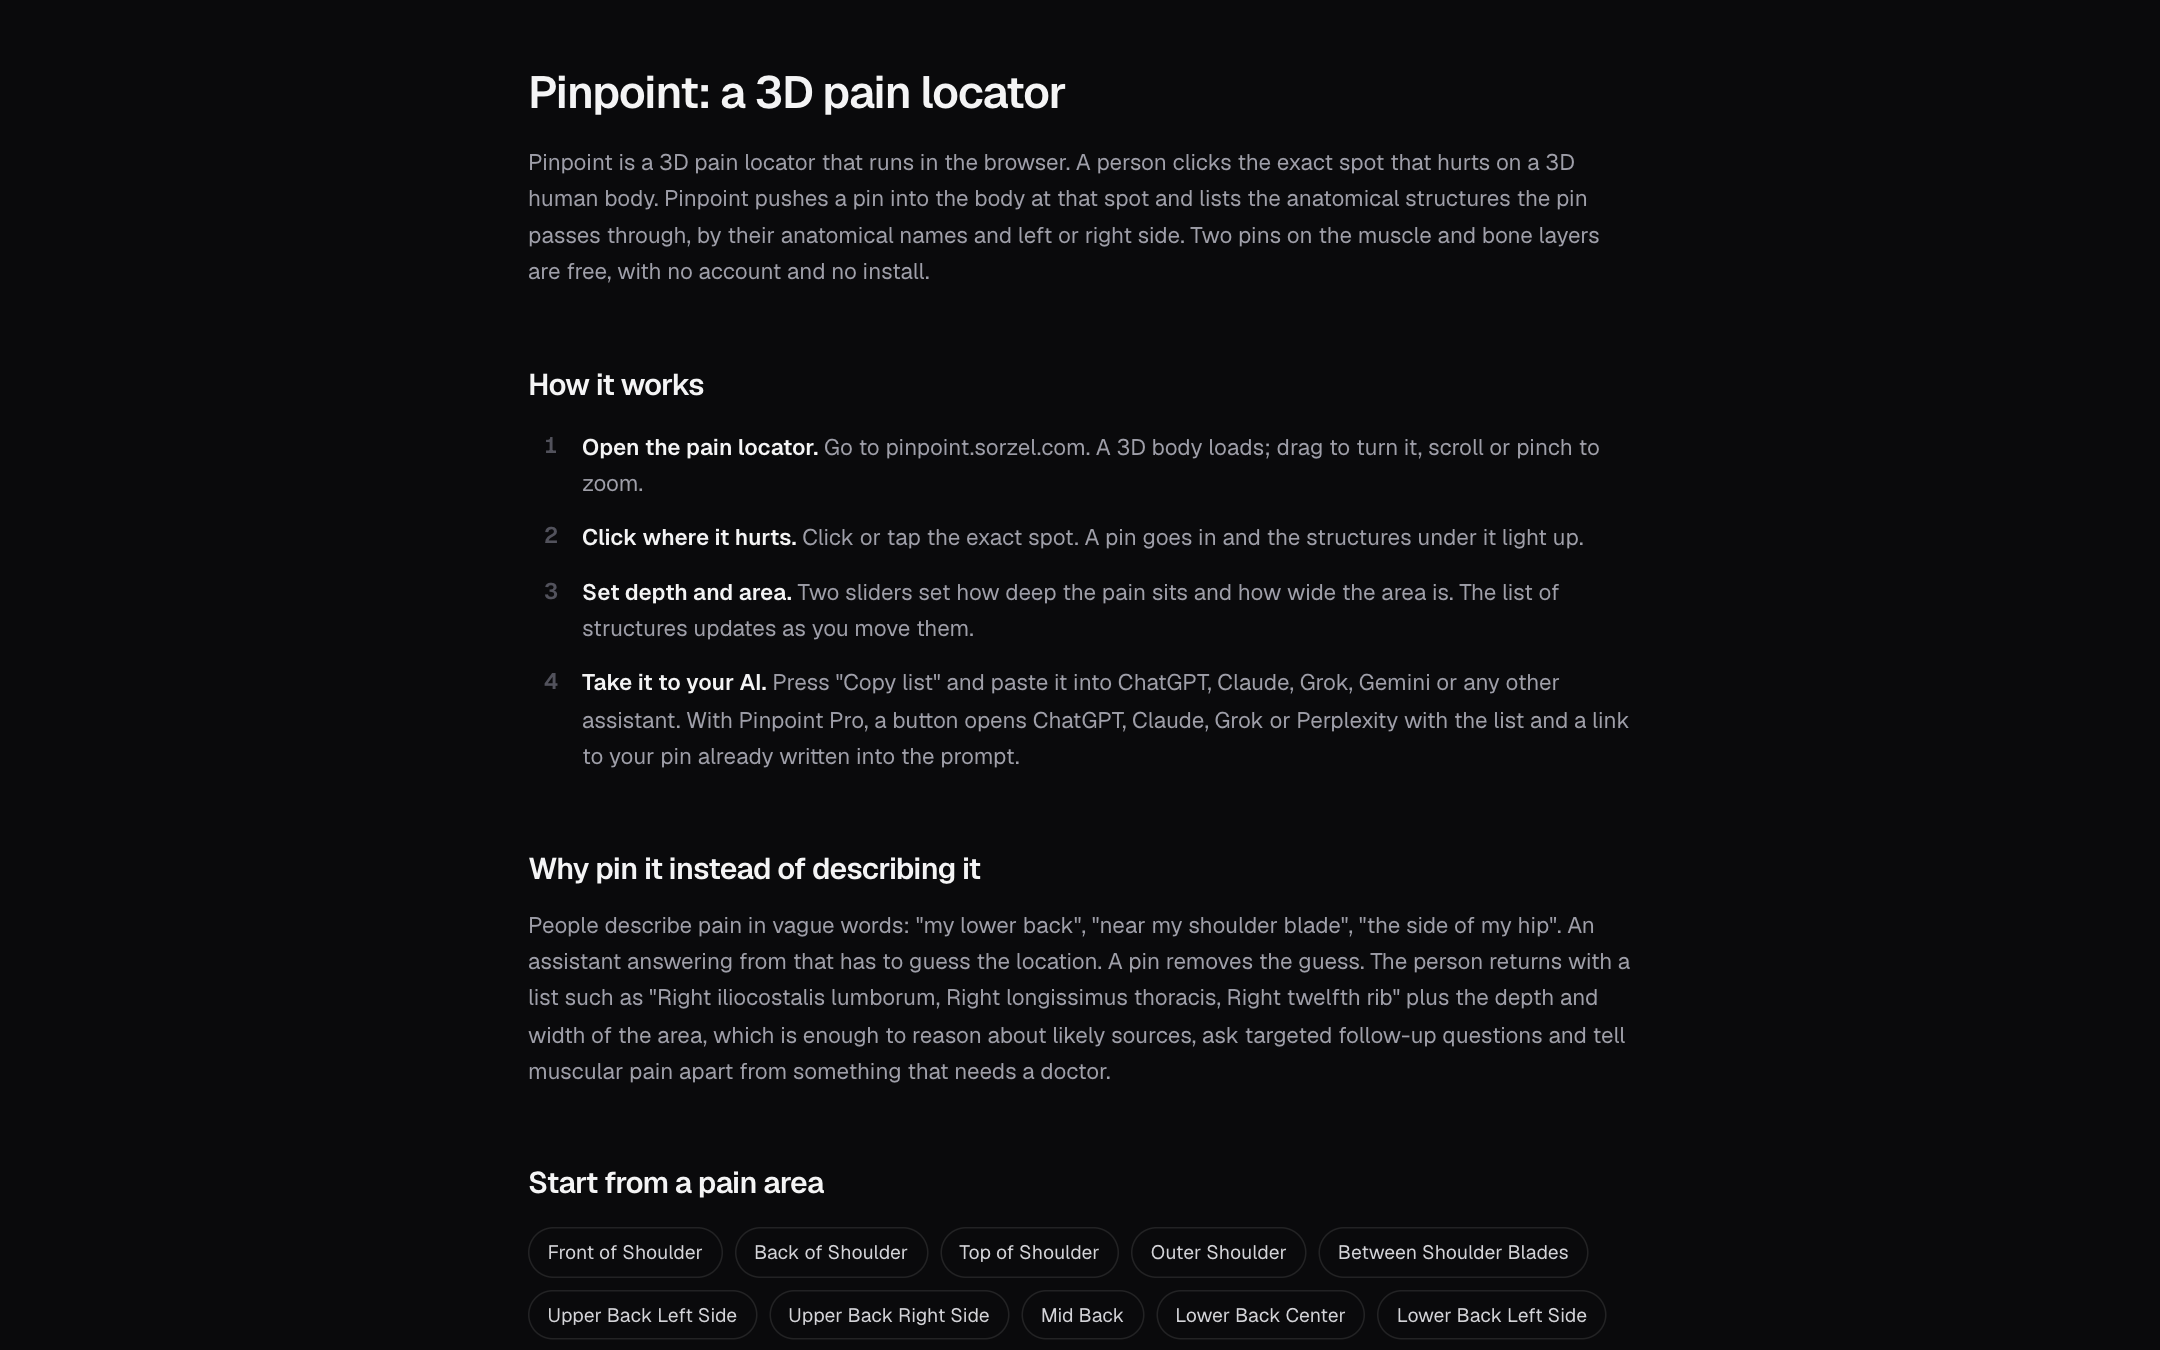 Pinpoint: a 3D pain locator
Pinpoint is a 3D pain locator that runs in the browser. A person clicks the exact spot that hurts on a 3D
human body. Pinpoint pushes a pin into the body at that spot and lists the anatomical structures the pin
passes through, by their anatomical names and left or right side. Two pins on the muscle and bone layers
are free, with no account and no install.
How it works
1 Open the pain locator. Go to pinpoint.sorzel.com. A 3D body loads; drag to turn it, scroll or pinch to
zoom.
2 Click where it hurts. Click or tap the exact spot. A pin goes in and the structures under it light up.
3 Set depth and area. Two sliders set how deep the pain sits and how wide the area is. The list of
structures updates as you move them.
4 Take it to your AI. Press "Copy list" and paste it into ChatGPT, Claude, Grok, Gemini or any other
assistant. With Pinpoint Pro, a button opens ChatGPT, Claude, Grok or Perplexity with the list and a link
to your pin already written into the prompt.
Why pin it instead of describing it
People describe pain in vague words: "my lower back", "near my shoulder blade", "the side of my hip". An
assistant answering from that has to guess the location. A pin removes the guess. The person returns with a
list such as "Right iliocostalis lumborum, Right longissimus thoracis, Right twelfth rib" plus the depth and
width of the area, which is enough to reason about likely sources, ask targeted follow-up questions and tell
muscular pain apart from something that needs a doctor.
Start from a pain area
Front of Shoulder Back of Shoulder Top of Shoulder Outer Shoulder Between Shoulder Blades
Upper Back Left Side Upper Back Right Side Mid Back Lower Back Center Lower Back Left Side